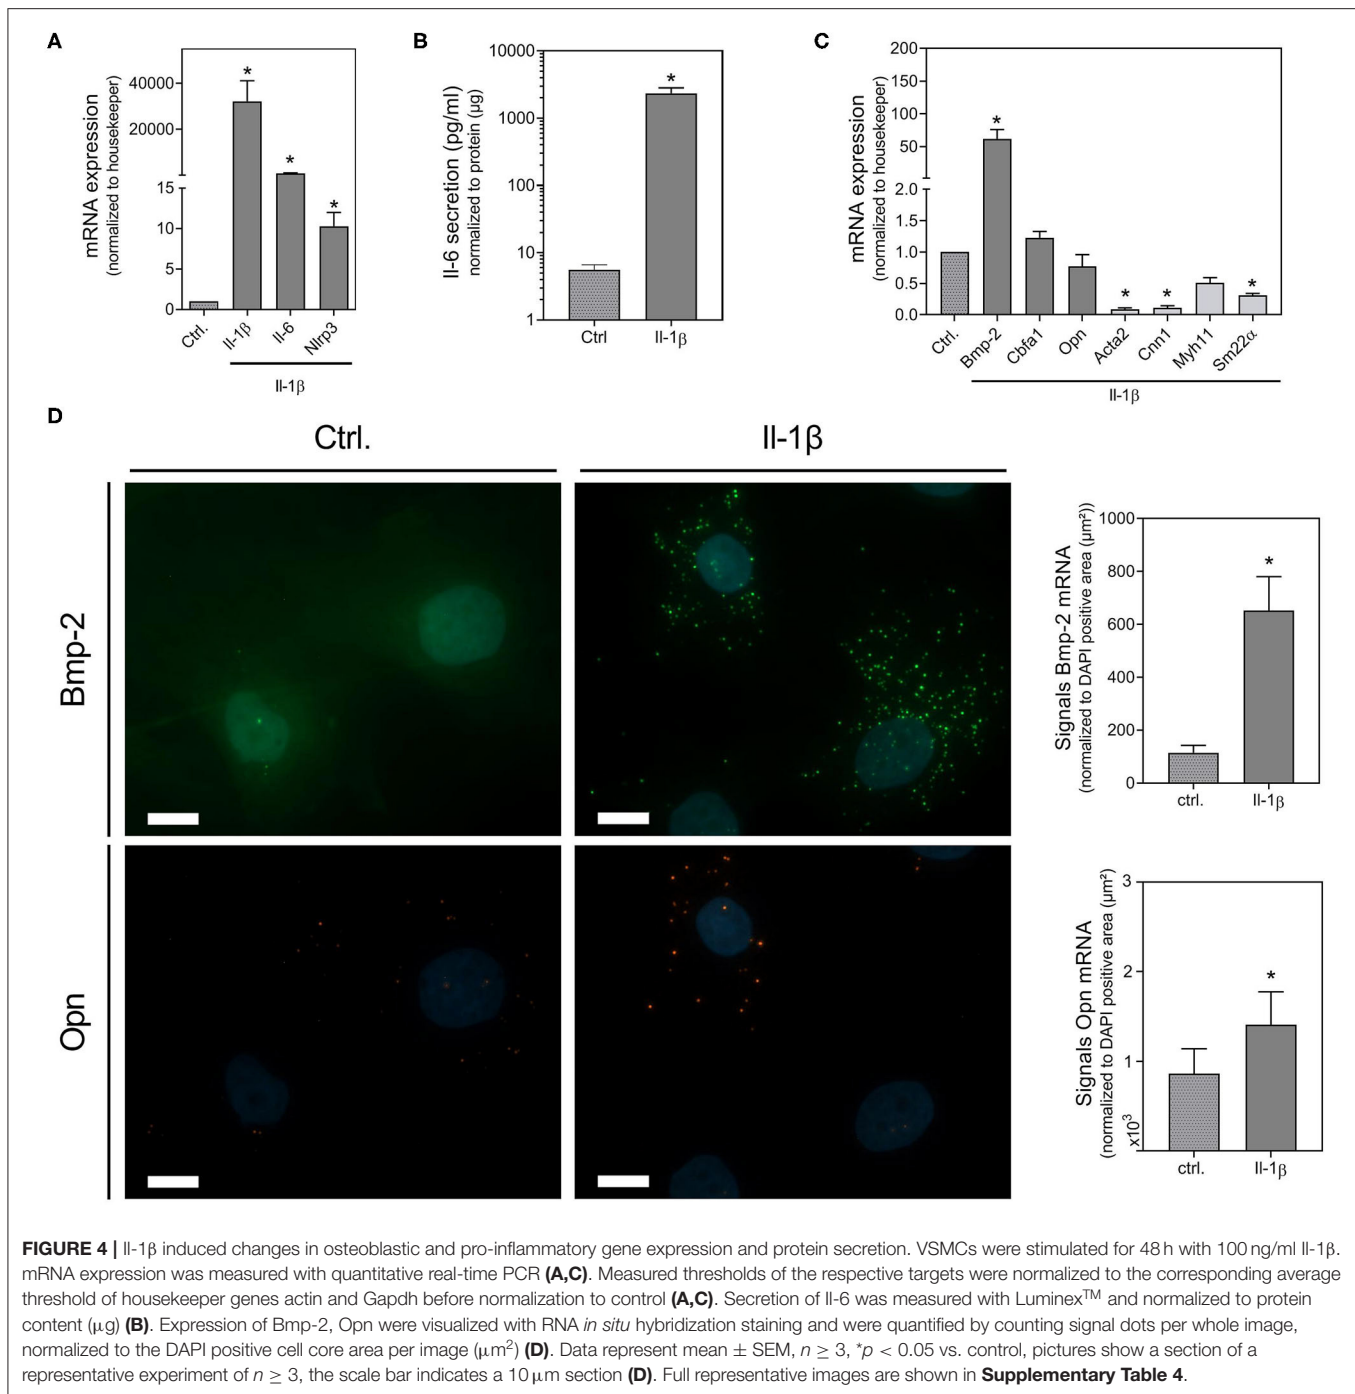 A
mRNA expression
(normalized to housekeeper)
40000
20000
15
10
5
0
*
*
*
Ctrl.
Il-1β
Il-6
Nlrp3
Il-1β
B
Il-6 secretion (pg/ml)
normalized to protein (µg)
10000
1000
100
10
1
*
Ctrl
Il-1β
C
mRNA expression
(normalized to housekeeper)
200
150
100
50
2.0
1.5
1.0
0.5
0.0
*
*
*
*
Ctrl.
Bmp-2
Cbfa1
Opn
Acta2
Cnn1
Myh11
Sm22α
Il-1β
D
Ctrl.
Il-1β
Bmp-2
Signals Bmp-2 mRNA
(normalized to DAPI positive area (µm²))
1000
800
600
400
200
0
*
ctrl.
Il-1β
Opn
Signals Opn mRNA
(normalized to DAPI positive area (µm²)
x10³
3
2
1
*
ctrl.
Il-1β
FIGURE 4 | Il-1β induced changes in osteoblastic and pro-inflammatory gene expression and protein secretion. VSMCs were stimulated for 48 h with 100 ng/ml Il-1β.
mRNA expression was measured with quantitative real-time PCR (A,C). Measured thresholds of the respective targets were normalized to the corresponding average
threshold of housekeeper genes actin and Gapdh before normalization to control (A,C). Secretion of Il-6 was measured with Luminex™ and normalized to protein
content (µg) (B). Expression of Bmp-2, Opn were visualized with RNA in situ hybridization staining and were quantified by counting signal dots per whole image,
normalized to the DAPI positive cell core area per image (µm²) (D). Data represent mean ± SEM, n ≥ 3, *p < 0.05 vs. control, pictures show a section of a
representative experiment of n ≥ 3, the scale bar indicates a 10 µm section (D). Full representative images are shown in Supplementary Table 4.